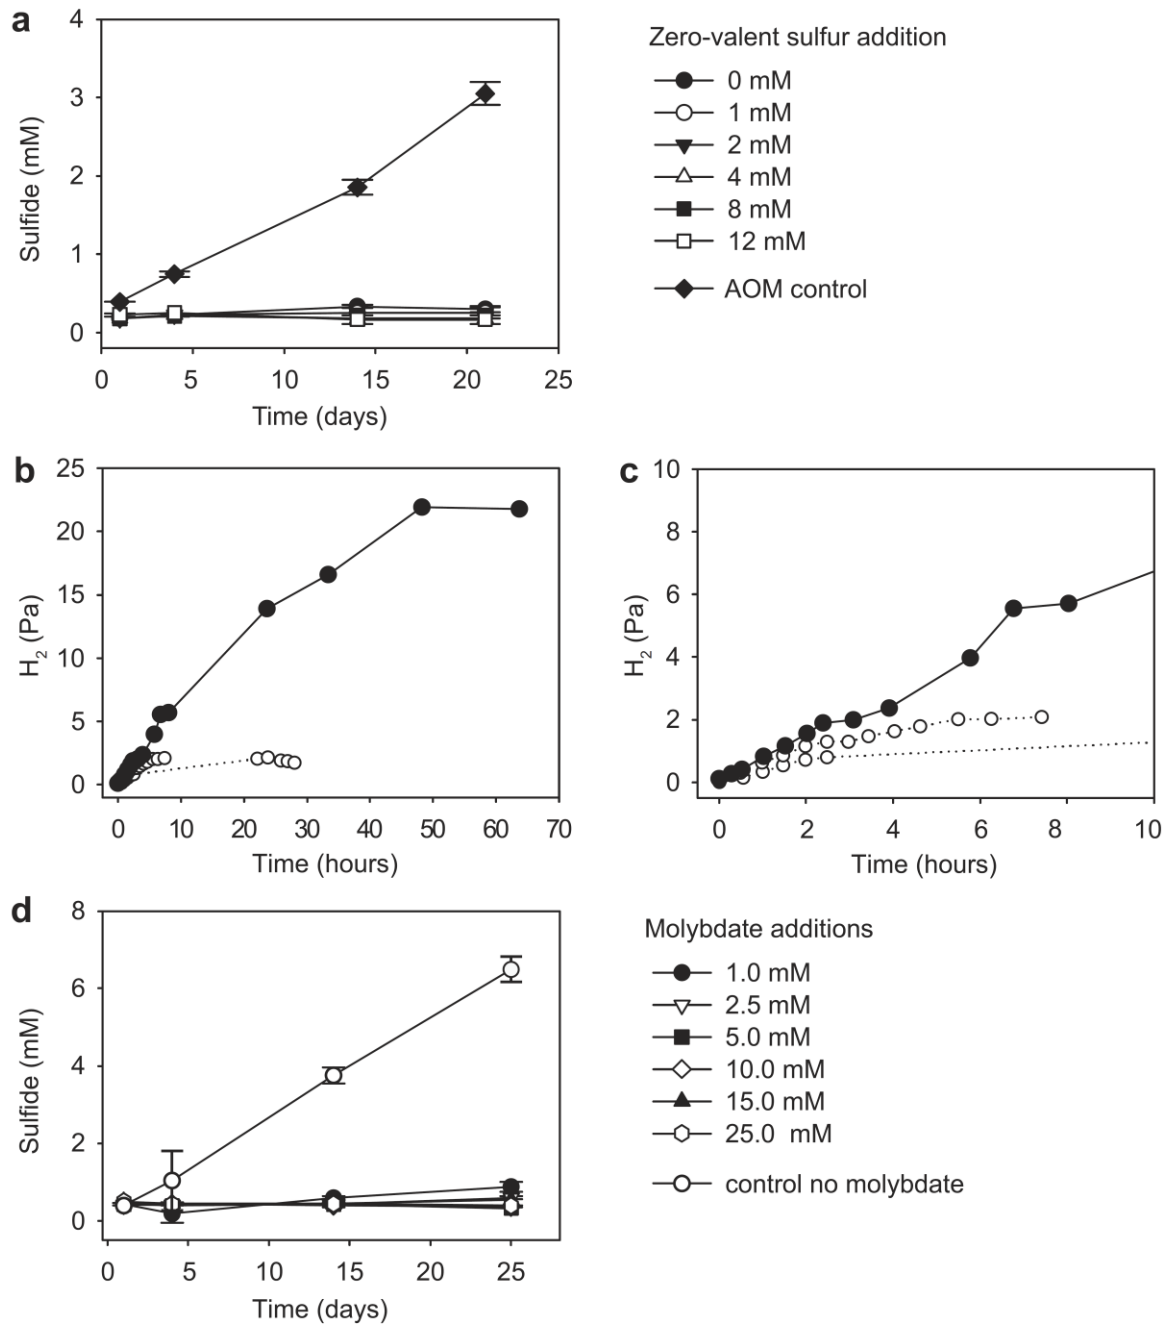 a
4
3
2
1
0
Sulfide (mM)
0 5 10 15 20 25
Time (days)
Zero-valent sulfur addition
0 mM
1 mM
2 mM
4 mM
8 mM
12 mM
AOM control
b
25
20
15
10
5
0
H2 (Pa)
0 10 20 30 40 50 60 70
Time (hours)
c
10
8
6
4
2
0
H2 (Pa)
0 2 4 6 8 10
Time (hours)
d
8
6
4
2
0
Sulfide (mM)
0 5 10 15 20 25
Time (days)
Molybdate additions
1.0 mM
2.5 mM
5.0 mM
10.0 mM
15.0 mM
25.0 mM
control no molybdate